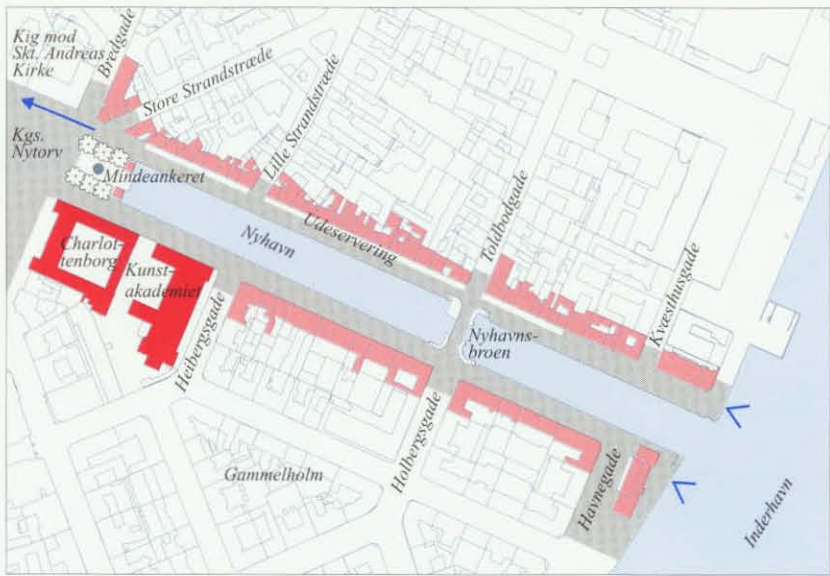 Kig mod
Skt. Andreas
Kirke
Bredgade
Store Strandstræde
Lille Strandstræde
Kgs.
Nytorv
Mindeankeret
Charlot-
tenborg
Kunst-
akademiet
Nyhavn
Udeservering
Toldbodgade
Kvæsthusgade
Heibergsgade
Nyhavns-
broen
Holbergsgade
Gammelholm
Havnegade
Inderhavn